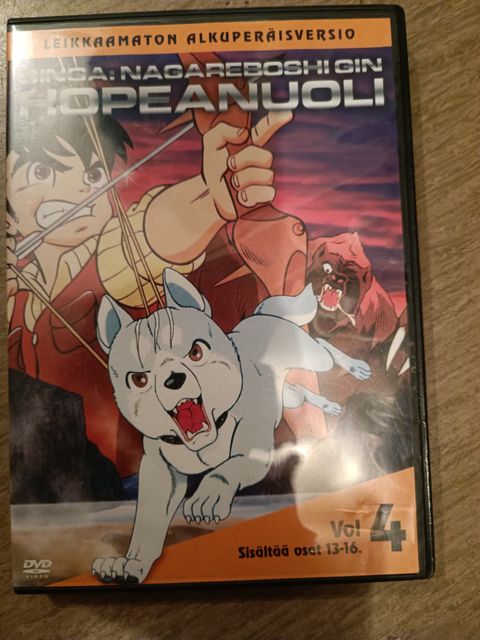 LEIKKAAMATON ALKUPERÄISVERSIO
GINGA: NAGAREBOSHI GIN
HOPEANUOLI
Vol 4
Sisältää osat 13-16.
DVD
VIDEO